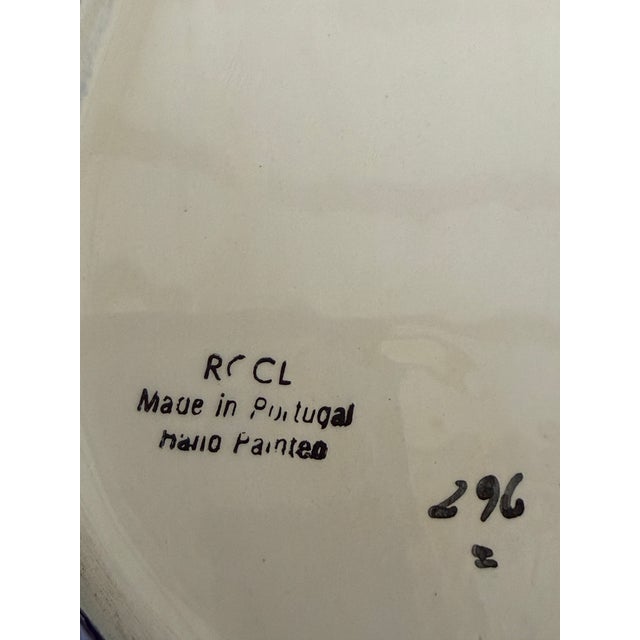 RCCL
Made in Portugal
Hand Painted
296